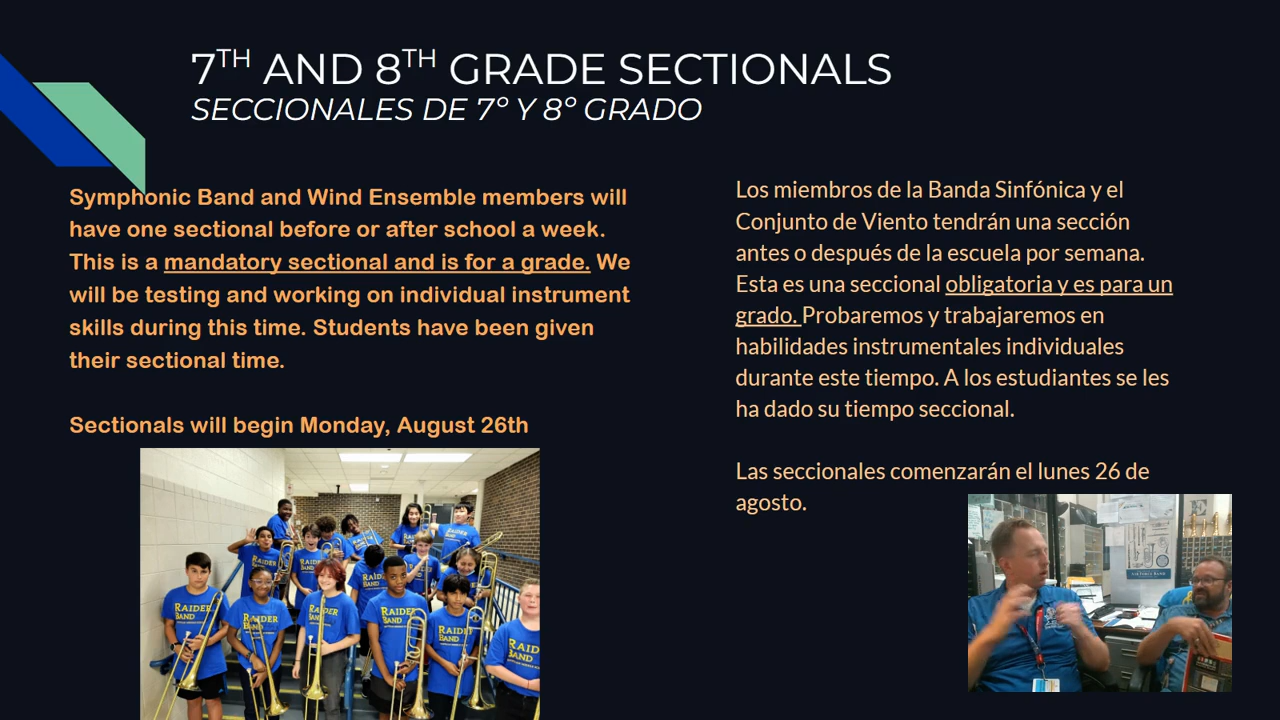 7TH AND 8TH GRADE SECTIONALS
SECCIONALES DE 7º Y 8º GRADO
Symphonic Band and Wind Ensemble members will
have one sectional before or after school a week.
This is a mandatory sectional and is for a grade. We
will be testing and working on individual instrument
skills during this time. Students have been given
their sectional time.
Sectionals will begin Monday, August 26th
Los miembros de la Banda Sinfónica y el
Conjunto de Viento tendrán una sección
antes o después de la escuela por semana.
Esta es una seccional obligatoria y es para un
grado. Probaremos y trabajaremos en
habilidades instrumentales individuales
durante este tiempo. A los estudiantes se les
ha dado su tiempo seccional.
Las seccionales comenzarán el lunes 26 de
agosto.
RAIDER
BAND
RAIDER
BAND
RAIDER
BAND
RAIDER
BAND
RAIDER
BAND